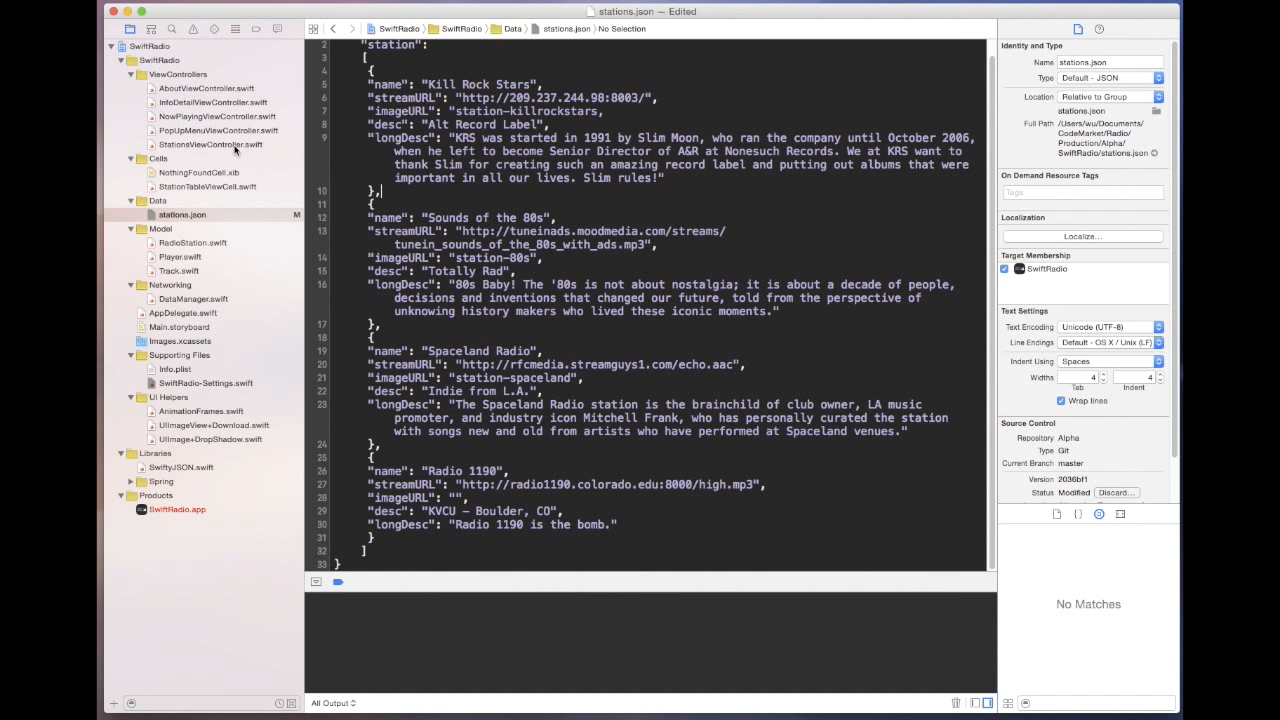 stations.json — Edited
SwiftRadio
SwiftRadio
Data
stations.json
No Selection
SwiftRadio
SwiftRadio
ViewControllers
AboutViewController.swift
InfoDetailViewController.swift
NowPlayingViewController.swift
PopUpMenuViewController.swift
StationsViewController.swift
Cells
NothingFoundCell.xib
StationTableViewCell.swift
Data
stations.json M
Model
RadioStation.swift
Player.swift
Track.swift
Networking
DataManager.swift
AppDelegate.swift
Main.storyboard
Images.xcassets
Supporting Files
Info.plist
SwiftRadio-Settings.swift
UI Helpers
AnimationFrames.swift
UIImageView+Download.swift
UIImage+DropShadow.swift
Libraries
SwiftyJSON.swift
Spring
Products
SwiftRadio.app
2 "station":
3 [
4 {
5 "name": "Kill Rock Stars",
6 "streamURL": "http://209.237.244.98:8003/",
7 "imageURL": "station-killrockstars,
8 "desc": "Alt Record Label",
9 "longDesc": "KRS was started in 1991 by Slim Moon, who ran the company until October 2006,
when he left to become Senior Director of A&R at Nonesuch Records. We at KRS want to
thank Slim for creating such an amazing record label and putting out albums that were
important in all our lives. Slim rules!"
10 },
11 {
12 "name": "Sounds of the 80s",
13 "streamURL": "http://tuneinads.moodmedia.com/streams/
tunein_sounds_of_the_80s_with_ads.mp3",
14 "imageURL": "station-80s",
15 "desc": "Totally Rad",
16 "longDesc": "80s Baby! The '80s is not about nostalgia; it is about a decade of people,
decisions and inventions that changed our future, told from the perspective of
unknowing history makers who lived these iconic moments."
17 },
18 {
19 "name": "Spaceland Radio",
20 "streamURL": "http://rfcmedia.streamguys1.com/echo.aac",
21 "imageURL": "station-spaceland",
22 "desc": "Indie from L.A.",
23 "longDesc": "The Spaceland Radio station is the brainchild of club owner, LA music
promoter, and industry icon Mitchell Frank, who has personally curated the station
with songs new and old from artists who have performed at Spaceland venues."
24 },
25 {
26 "name": "Radio 1190",
27 "streamURL": "http://radio1190.colorado.edu:8000/high.mp3",
28 "imageURL": "",
29 "desc": "KVCU – Boulder, CO",
30 "longDesc": "Radio 1190 is the bomb."
31 }
32 ]
33 }
All Output
Identity and Type
Name stations.json
Type Default - JSON
Location Relative to Group
stations.json
Full Path /Users/wu/Documents/
CodeMarket/Radio/
Production/Alpha/
SwiftRadio/stations.json
On Demand Resource Tags
Tags
Localization
Localize...
Target Membership
SwiftRadio
Text Settings
Text Encoding Unicode (UTF-8)
Line Endings Default - OS X / Unix (LF)
Indent Using Spaces
Widths 4 4
Tab Indent
Wrap lines
Source Control
Repository Alpha
Type Git
Current Branch master
Version 2036bf1
Status Modified Discard...
No Matches